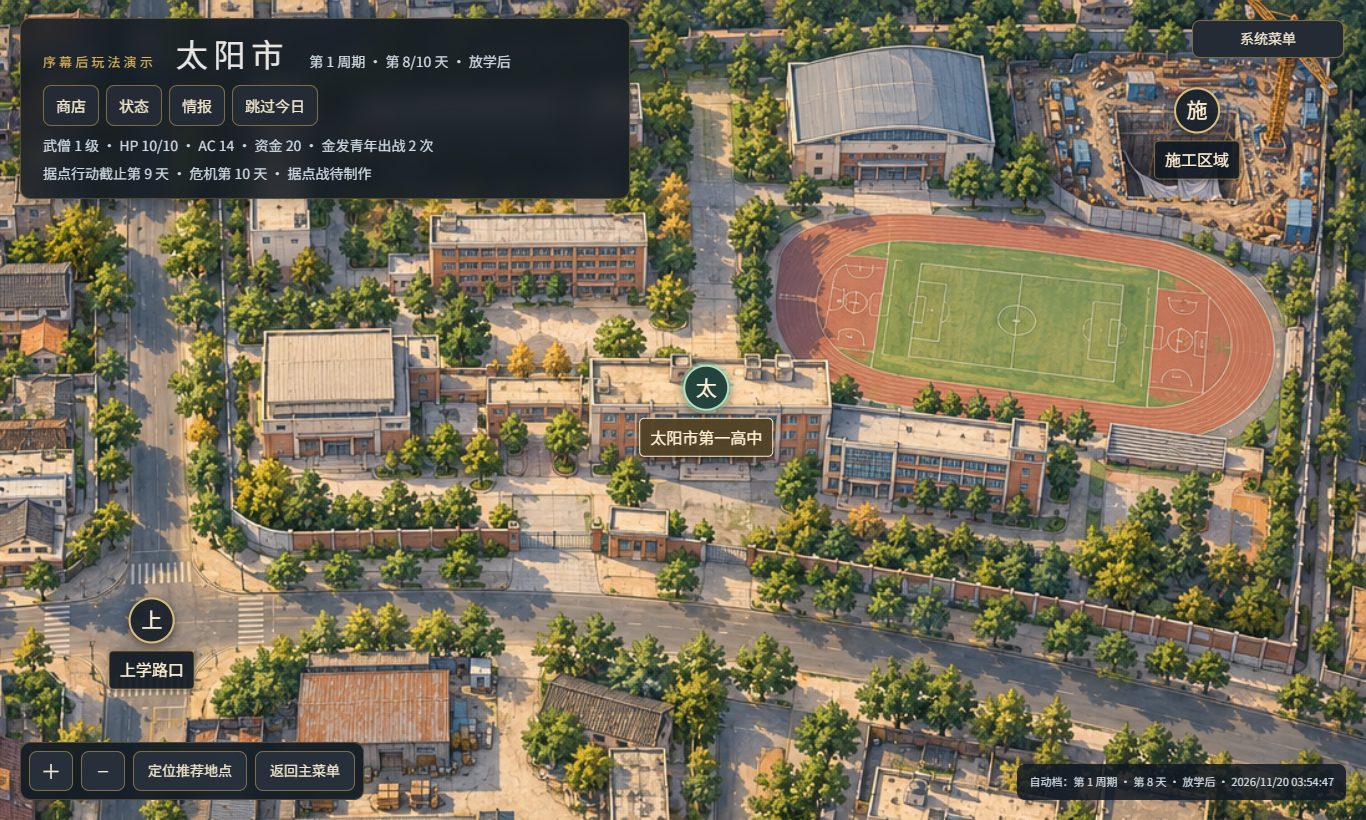 序幕后玩法演示 太阳市 第 1 周期 · 第 8/10 天 · 放学后
系统菜单
商店 状态 情报 跳过今日
武僧 1 级 · HP 10/10 · AC 14 · 资金 20 · 金发青年出战 2 次
据点行动截止第 9 天 · 危机第 10 天 · 据点战待制作
施
施工区域
太
太阳市第一高中
上
上学路口
+ − 定位推荐地点 返回主菜单
自动档: 第 1 周期 · 第 8 天 · 放学后 · 2026/11/20 03:54:47